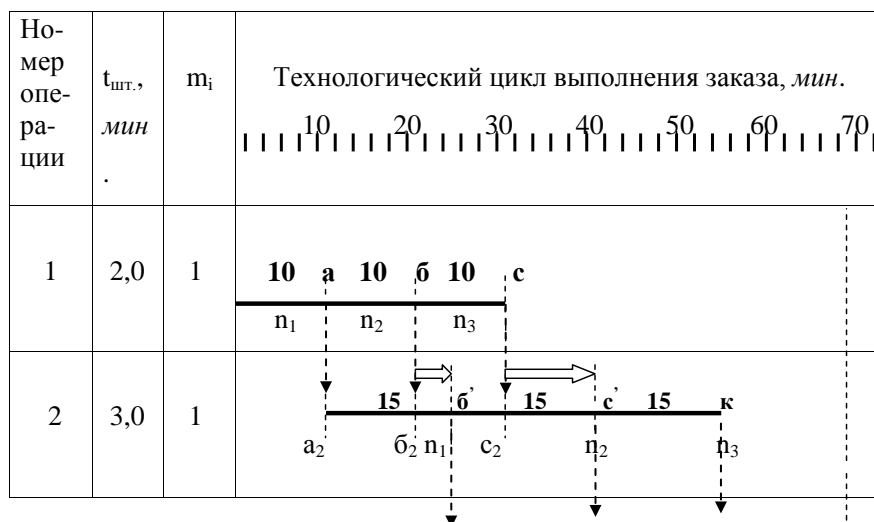 Но-
мер
опе-
ра-
ции
tшт.,
мин
.
mi
Технологический цикл выполнения заказа, мин.
10 20 30 40 50 60 70
1 2,0 1 10 а 10 б 10 с
n1 n2 n3
2 3,0 1 15 б’ 15 с’ 15 к
а2 б2 n1 с2 n2 n3